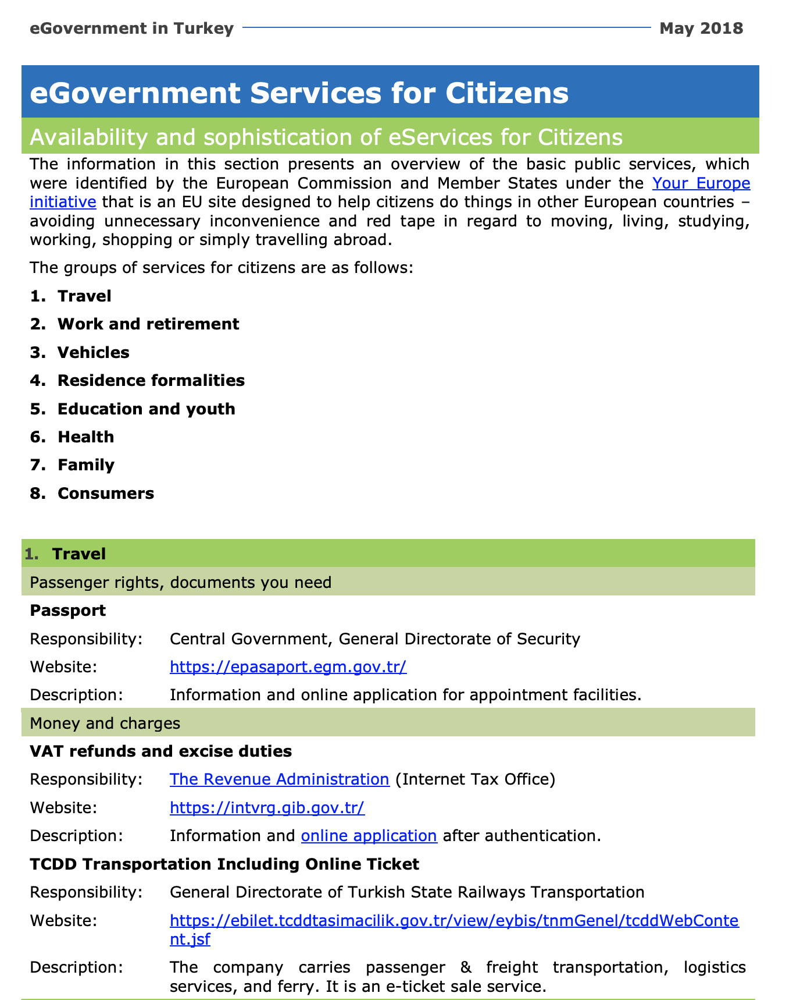 eGovernment in Turkey May 2018
eGovernment Services for Citizens
Availability and sophistication of eServices for Citizens
The information in this section presents an overview of the basic public services, which
were identified by the European Commission and Member States under the Your Europe
initiative that is an EU site designed to help citizens do things in other European countries –
avoiding unnecessary inconvenience and red tape in regard to moving, living, studying,
working, shopping or simply travelling abroad.
The groups of services for citizens are as follows:
1. Travel
2. Work and retirement
3. Vehicles
4. Residence formalities
5. Education and youth
6. Health
7. Family
8. Consumers
1. Travel
Passenger rights, documents you need
Passport
Responsibility: Central Government, General Directorate of Security
Website: https://epasaport.egm.gov.tr/
Description: Information and online application for appointment facilities.
Money and charges
VAT refunds and excise duties
Responsibility: The Revenue Administration (Internet Tax Office)
Website: https://intvrg.gib.gov.tr/
Description: Information and online application after authentication.
TCDD Transportation Including Online Ticket
Responsibility: General Directorate of Turkish State Railways Transportation
Website: https://ebilet.tcddtasimacilik.gov.tr/view/eybis/tnmGenel/tcddWebConte
nt.jsf
Description: The company carries passenger & freight transportation, logistics
services, and ferry. It is an e-ticket sale service.